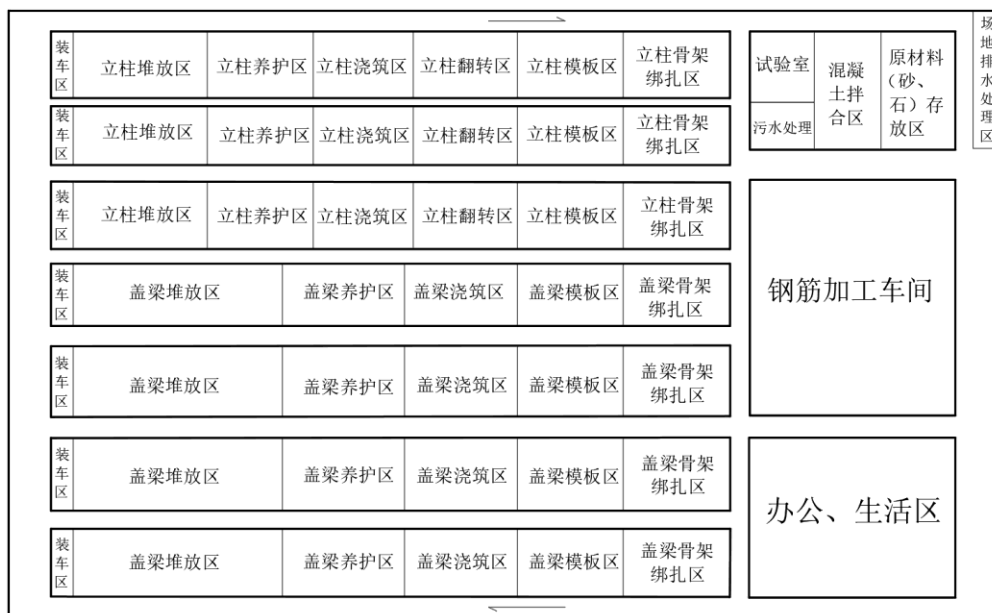 装车区
立柱堆放区
立柱养护区
立柱浇筑区
立柱翻转区
立柱模板区
立柱骨架
绑扎区
试验室
污水处理
混凝
土拌
合区
原材料
（砂、
石）存
放区
场地排水处理区
装车区
立柱堆放区
立柱养护区
立柱浇筑区
立柱翻转区
立柱模板区
立柱骨架
绑扎区
装车区
立柱堆放区
立柱养护区
立柱浇筑区
立柱翻转区
立柱模板区
立柱骨架
绑扎区
钢筋加工车间
装车区
盖梁堆放区
盖梁养护区
盖梁浇筑区
盖梁模板区
盖梁骨架
绑扎区
装车区
盖梁堆放区
盖梁养护区
盖梁浇筑区
盖梁模板区
盖梁骨架
绑扎区
装车区
盖梁堆放区
盖梁养护区
盖梁浇筑区
盖梁模板区
盖梁骨架
绑扎区
办公、生活区
装车区
盖梁堆放区
盖梁养护区
盖梁浇筑区
盖梁模板区
盖梁骨架
绑扎区